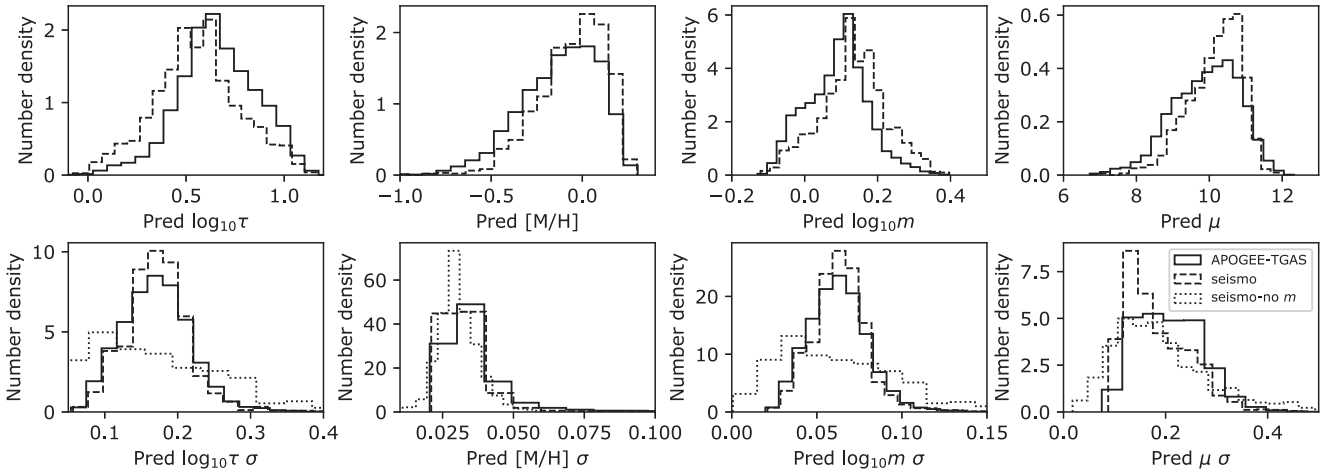 Number density
2
1
0
0.0 0.5 1.0
Pred log₁₀τ
Number density
2
1
0
−1.0 −0.5 0.0
Pred [M/H]
Number density
6
4
2
0
−0.2 0.0 0.2 0.4
Pred log₁₀m
Number density
0.6
0.4
0.2
0.0
6 8 10 12
Pred μ
Number density
10
5
0
0.1 0.2 0.3 0.4
Pred log₁₀τ σ
Number density
60
40
20
0
0.025 0.050 0.075 0.100
Pred [M/H] σ
Number density
20
10
0
0.00 0.05 0.10 0.15
Pred log₁₀m σ
Number density
7.5
5.0
2.5
0.0
0.0 0.2 0.4
Pred μ σ
APOGEE-TGAS
seismo
seismo-no m